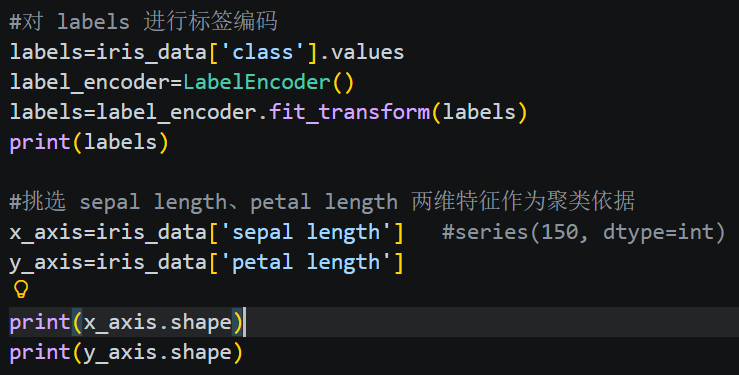 #对 labels 进行标签编码
labels=iris_data['class'].values
label_encoder=LabelEncoder()
labels=label_encoder.fit_transform(labels)
print(labels)
#挑选 sepal length、petal length 两维特征作为聚类依据
x_axis=iris_data['sepal length']   #series(150, dtype=int)
y_axis=iris_data['petal length']
print(x_axis.shape)
print(y_axis.shape)